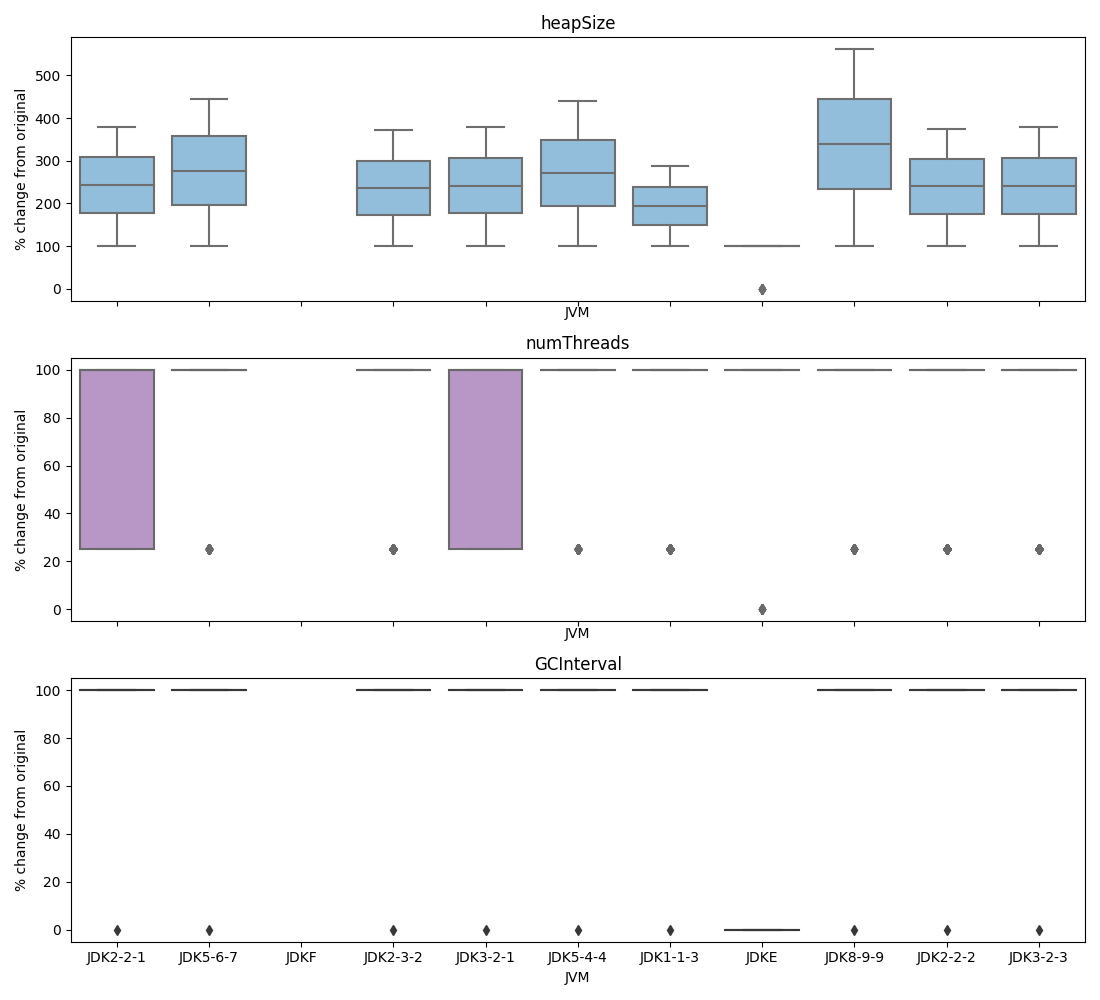 heapSize
% change from original
500
400
300
200
100
0
JVM
numThreads
% change from original
100
80
60
40
20
0
JVM
GCInterval
% change from original
100
80
60
40
20
0
JDK2-2-1 JDK5-6-7 JDKF JDK2-3-2 JDK3-2-1 JDK5-4-4 JDK1-1-3 JDKE JDK8-9-9 JDK2-2-2 JDK3-2-3
JVM